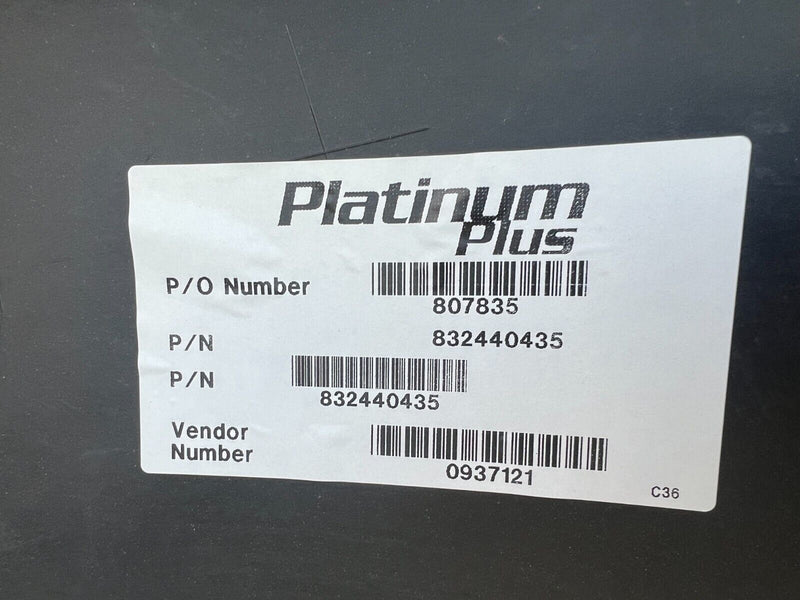 Platinum
Plus
P/O Number
807835
P/N 832440435
P/N
832440435
Vendor
Number
0937121
C36